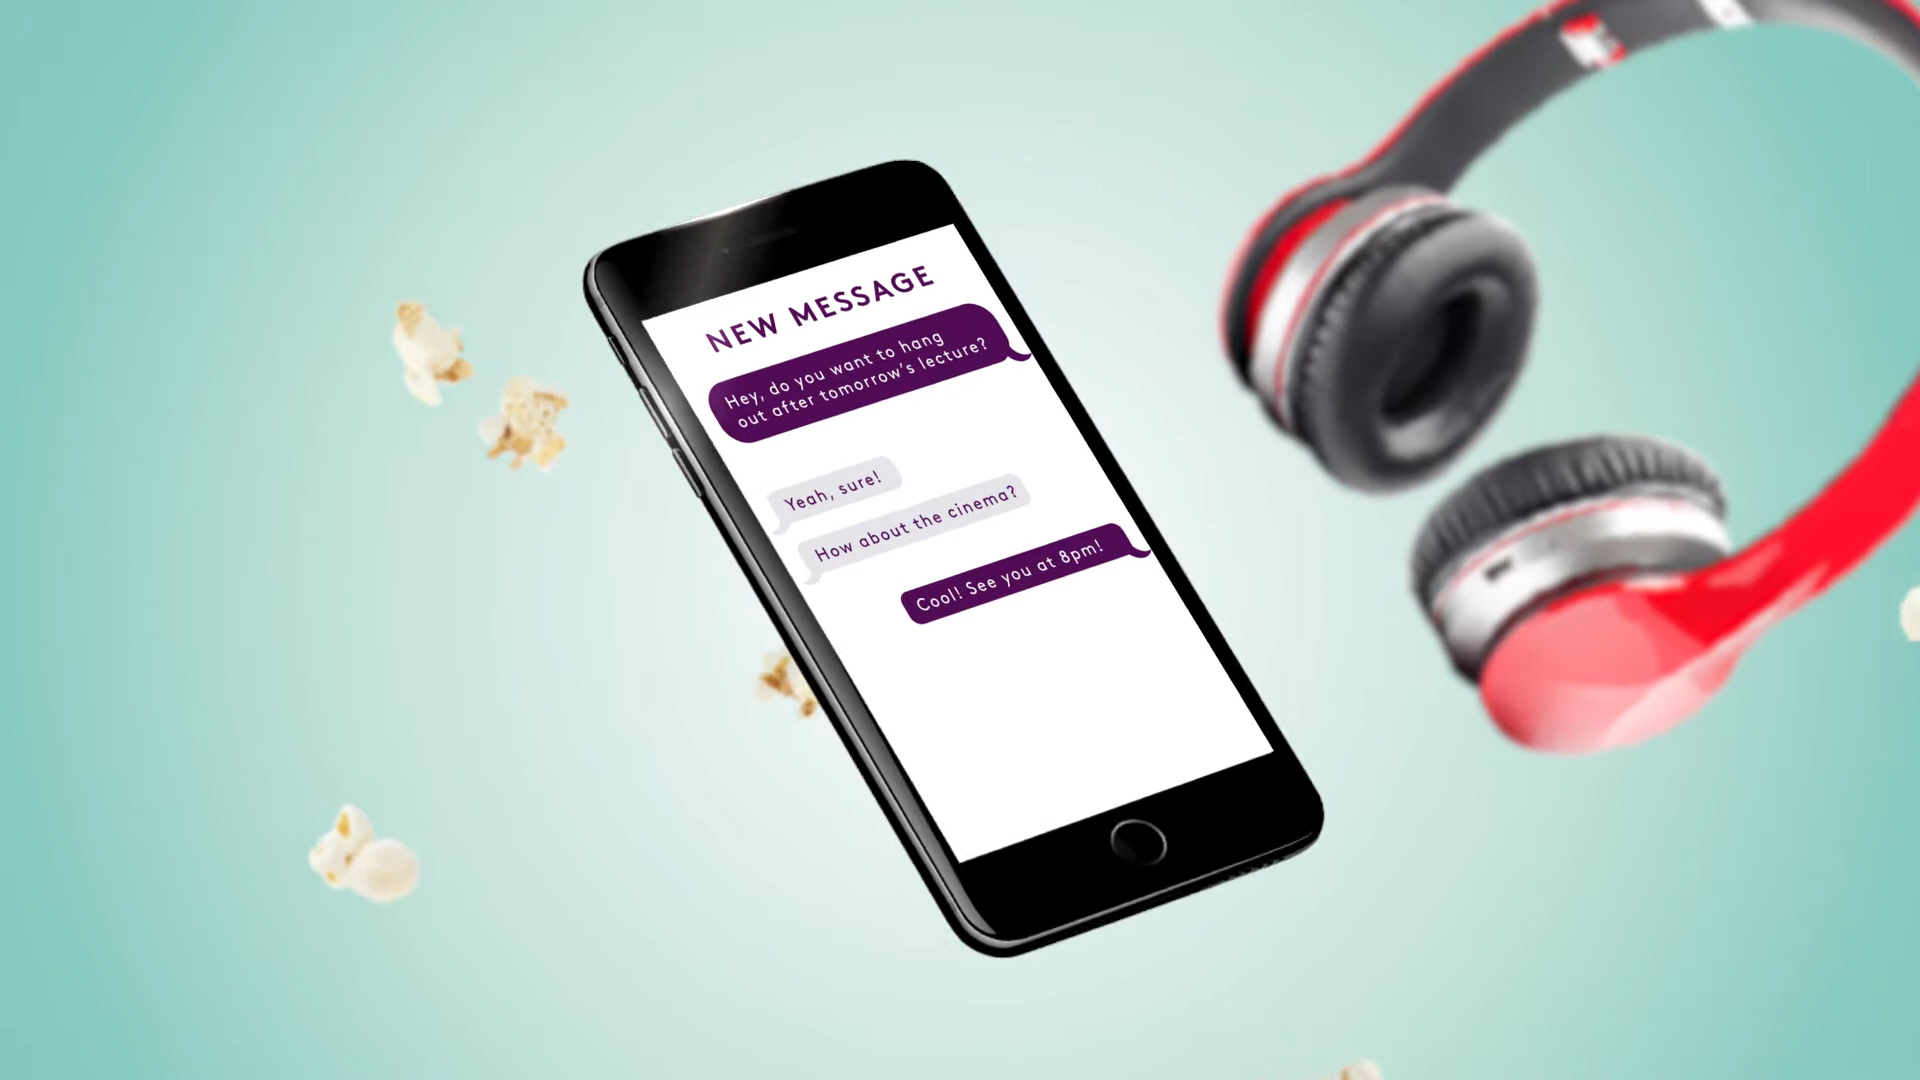 NEW MESSAGE
Hey, do you want to hang
out after tomorrow's lecture?
Yeah, sure!
How about the cinema?
Cool! See you at 8pm!